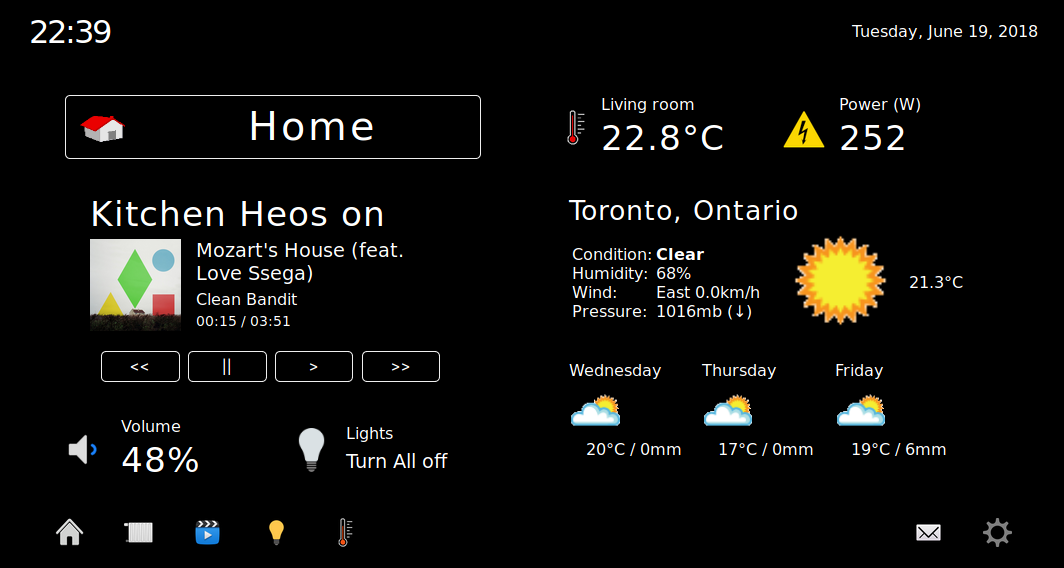 22:39
Tuesday, June 19, 2018
Home
Living room
22.8°C
Power (W)
252
Kitchen Heos on
Mozart's House (feat.
Love Ssega)
Clean Bandit
00:15 / 03:51
<< || > >>
Volume
48%
Lights
Turn All off
Toronto, Ontario
Condition: Clear
Humidity: 68%
Wind: East 0.0km/h
Pressure: 1016mb (↓)
21.3°C
Wednesday Thursday Friday
20°C / 0mm 17°C / 0mm 19°C / 6mm